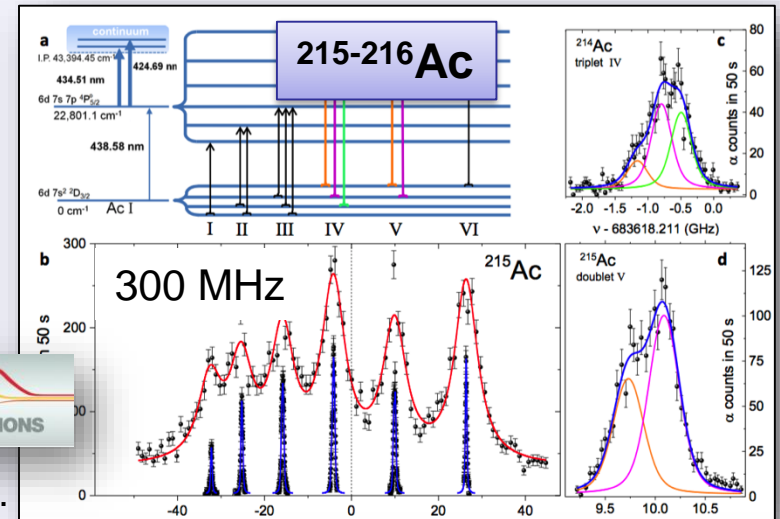 a
continuum
I.P. 43,394.45 cm⁻¹
424.69 nm
434.51 nm
6d 7s 7p ⁴P⁰5/2
22,801.1 cm⁻¹
438.58 nm
6d 7s² ²D3/2
0 cm⁻¹
Ac I
I II III IV V VI
215-216Ac
c
²¹⁴Ac
triplet IV
80
60
40
20
0
α counts in 50 s
-2.0 -1.5 -1.0 -0.5 0.0
ν - 683618.211 (GHz)
b
300 MHz
²¹⁵Ac
300
200
50 s
-40 -20 0 20 40
d
²¹⁵Ac
doublet V
125
100
75
50
25
0
α counts in 50 s
9.5 10.0 10.5
IONS